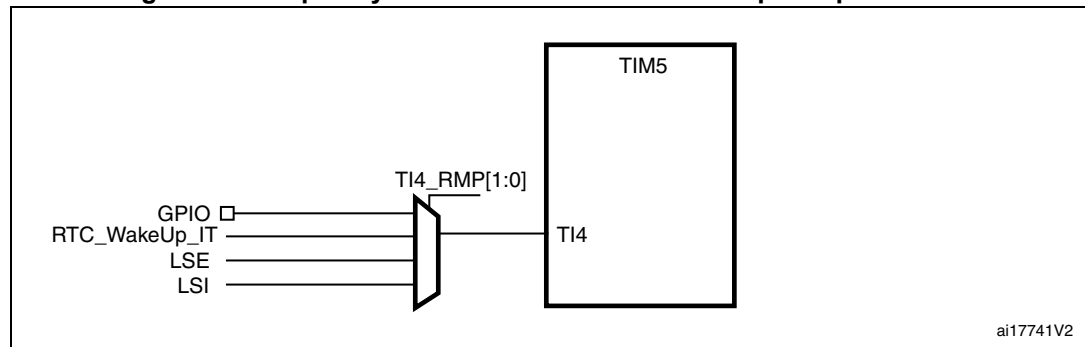 TIM5
TI4_RMP[1:0]
GPIO
RTC_WakeUp_IT
TI4
LSE
LSI
ai17741V2